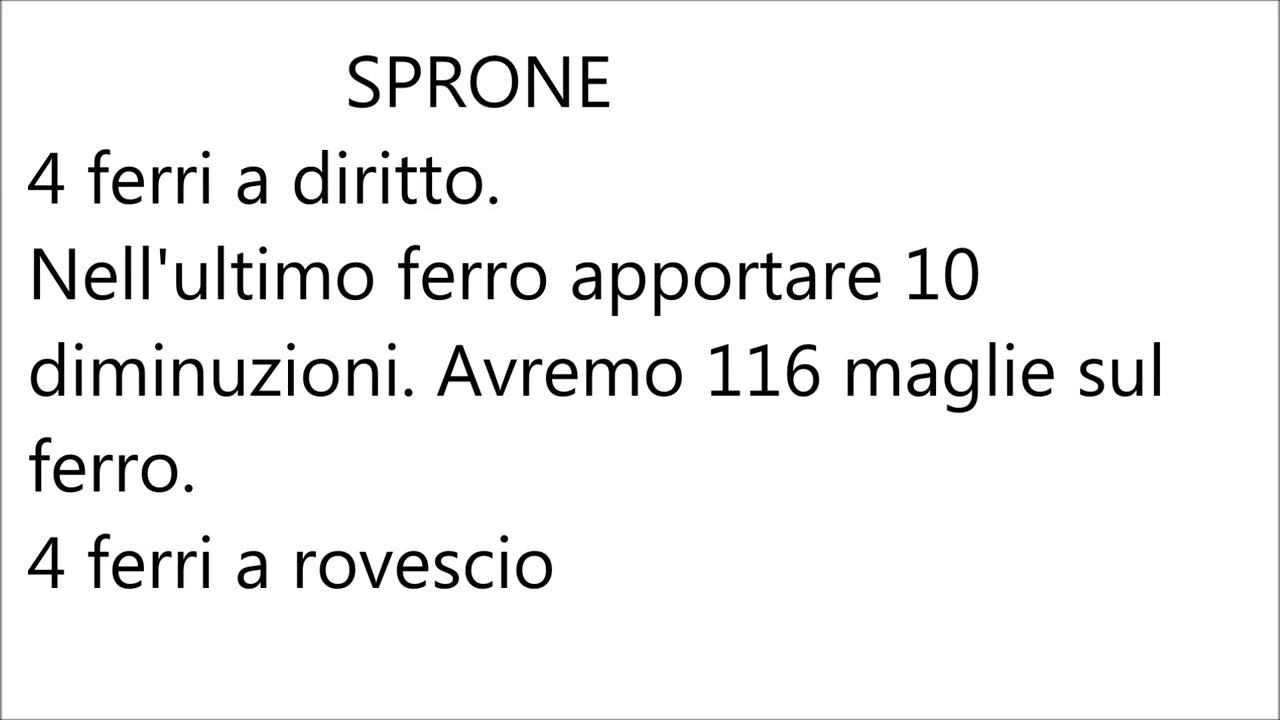 SPRONE
4 ferri a diritto.
Nell'ultimo ferro apportare 10
diminuzioni. Avremo 116 maglie sul
ferro.
4 ferri a rovescio